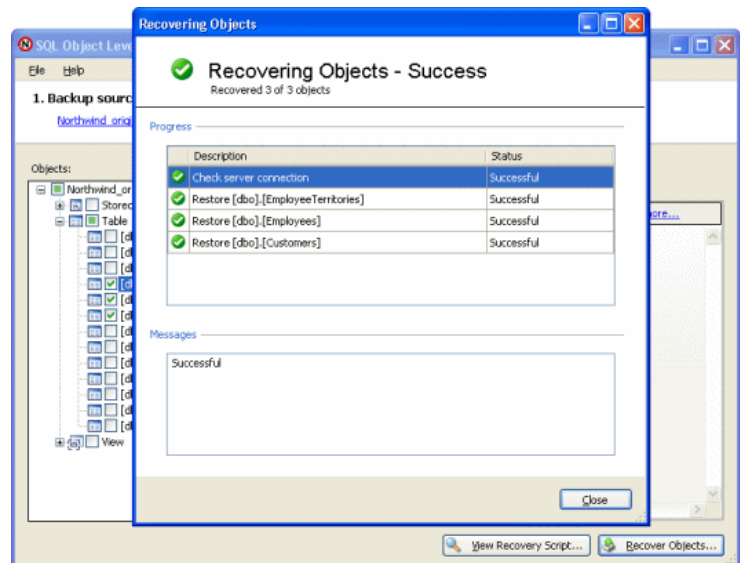 Recovering Objects
SQL Object Leve
File Help
Recovering Objects - Success
Recovered 3 of 3 objects
1. Backup sourc
Northwind_origi
Progress
Description Status
Check server connection Successful
Restore [dbo].[EmployeeTerritories] Successful
Restore [dbo].[Employees] Successful
Restore [dbo].[Customers] Successful
Objects:
Northwind_or
Storec
Table
[d
[d
[d
[d
[d
[d
[d
[d
[d
[d
[d
[d
[d
View
ore...
Messages
Successful
Close
View Recovery Script...
Recover Objects...